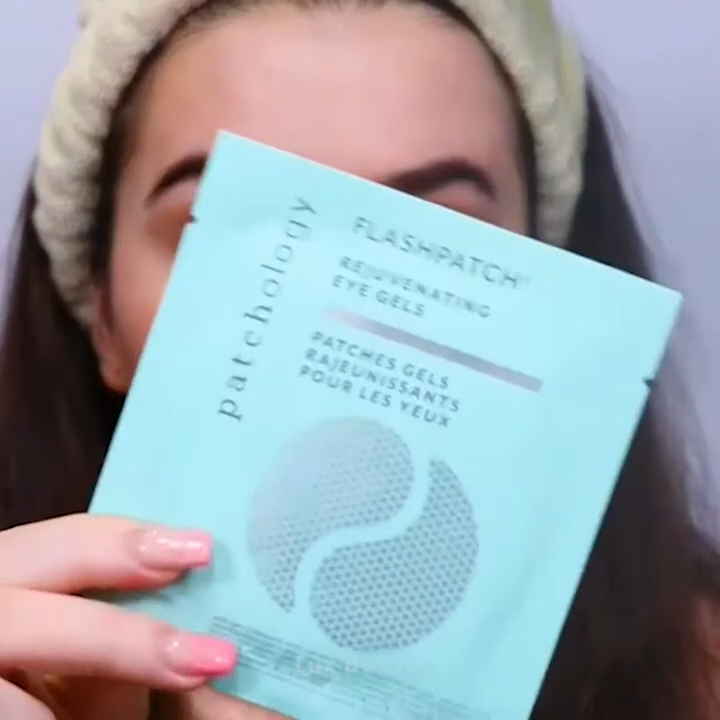 patchology
FLASHPATCH®
REJUVENATING
EYE GELS
PATCHES GELS
RAJEUNISSANTS
POUR LES YEUX